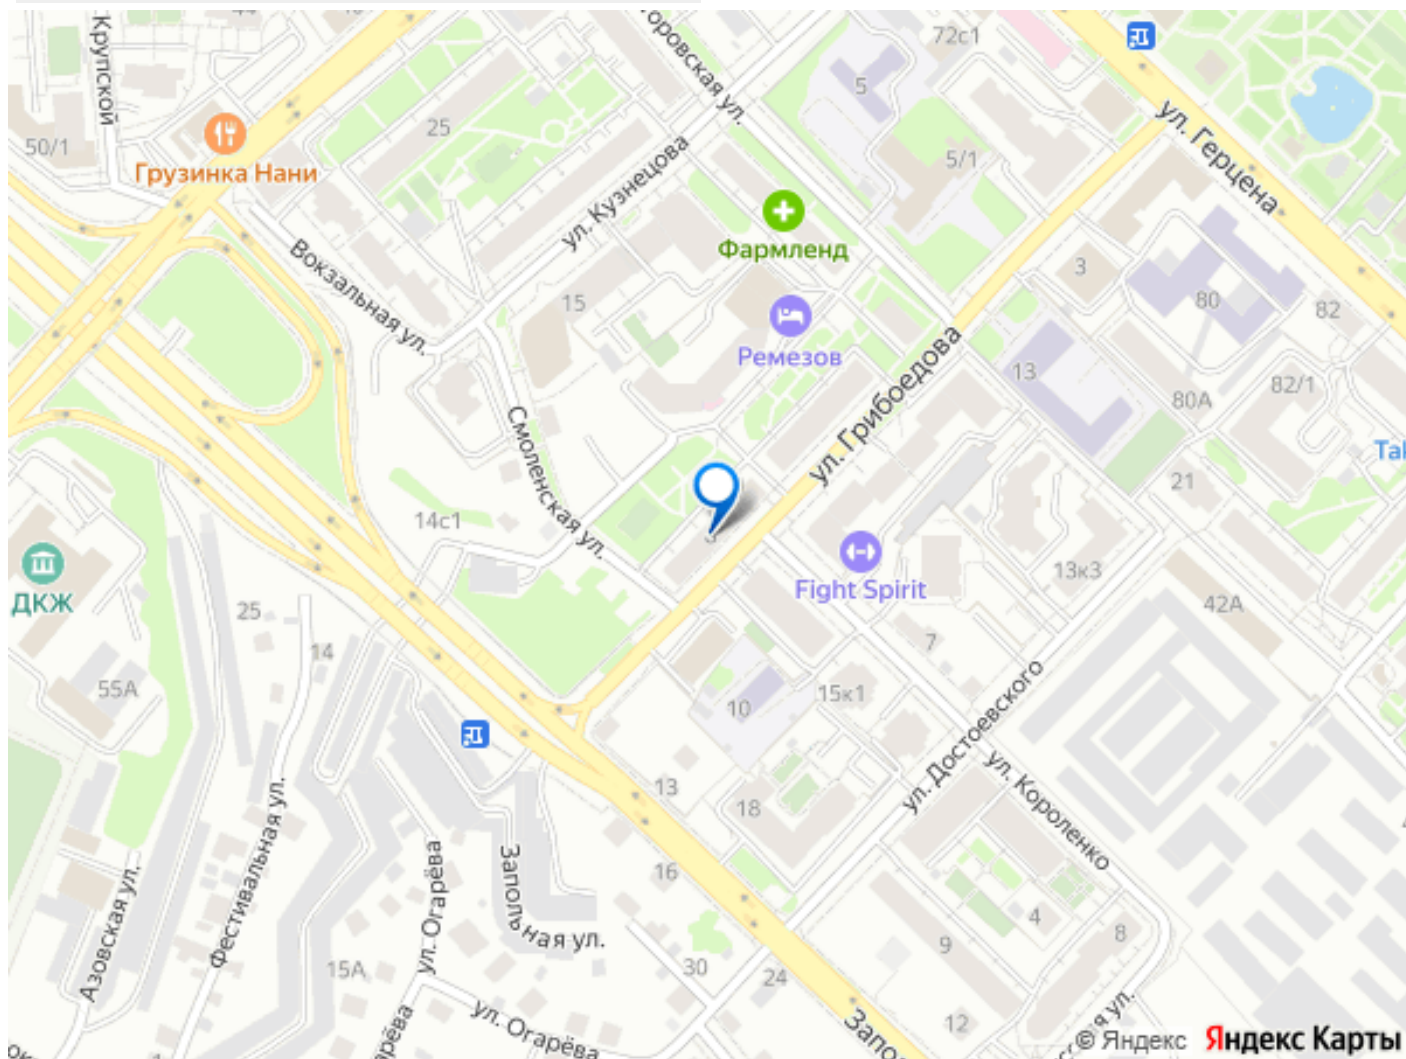 Крупской
торовская ул.
72с1
5
ул. Герцена
50/1
25
Грузинка Нани
ул. Кузнецова
5/1
Фармленд
Вокзальная ул.
15
3
80
82
Ремезов
13
82/1
80А
ул. Грибоедова
Смоленская ул.
14с1
21
Fight Spirit
13к3
42А
ДКЖ
25
14
7
55А
10
15к1
ул. Достоевского
ул. Короленко
13
18
Фестивальная ул.
ул. Огарёва
Запольная ул.
16
Азовская ул.
15А
30
24
9
4
8
12
ул. Огарёва
© Яндекс
Яндекс Карты